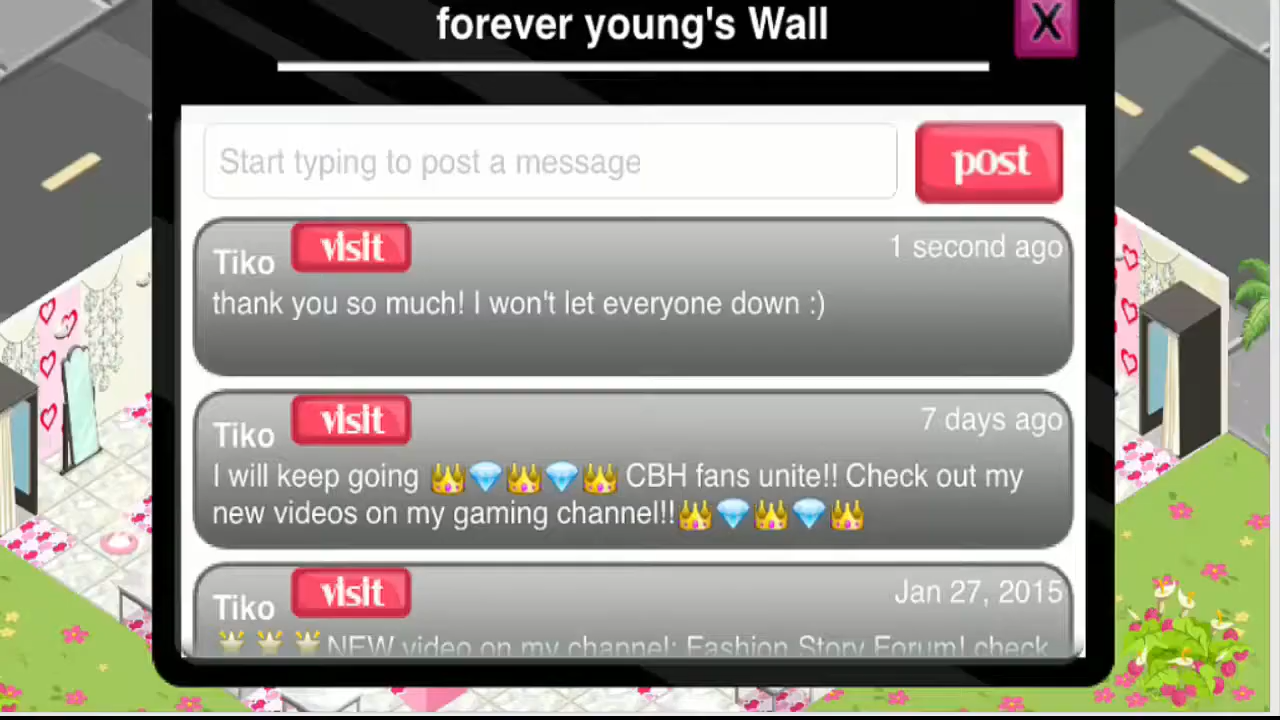 forever young's Wall
X
Start typing to post a message
post
Tiko
visit
1 second ago
thank you so much! I won't let everyone down :)
Tiko
visit
7 days ago
I will keep going 👑💎👑💎👑 CBH fans unite!! Check out my
new videos on my gaming channel!!👑💎👑💎👑
Tiko
visit
Jan 27, 2015
🌟 🌟 🌟NEW video on my channel: Fashion Story Forum! check